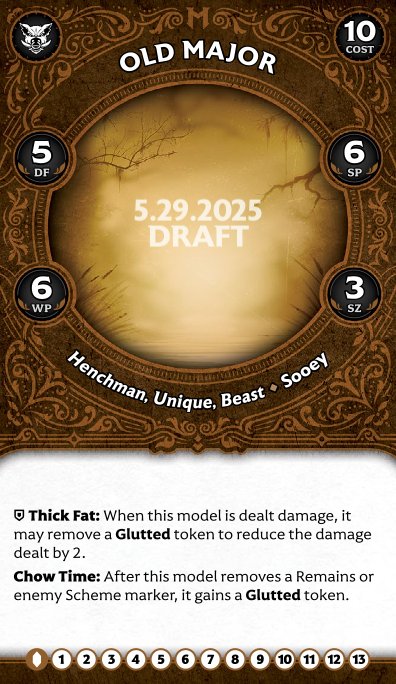 OLD MAJOR
10
COST
5
DF
6
SP
5.29.2025
DRAFT
6
WP
3
SZ
Henchman, Unique, Beast ♦ Sooey
Thick Fat: When this model is dealt damage, it
may remove a Glutted token to reduce the damage
dealt by 2.
Chow Time: After this model removes a Remains or
enemy Scheme marker, it gains a Glutted token.
1 2 3 4 5 6 7 8 9 10 11 12 13